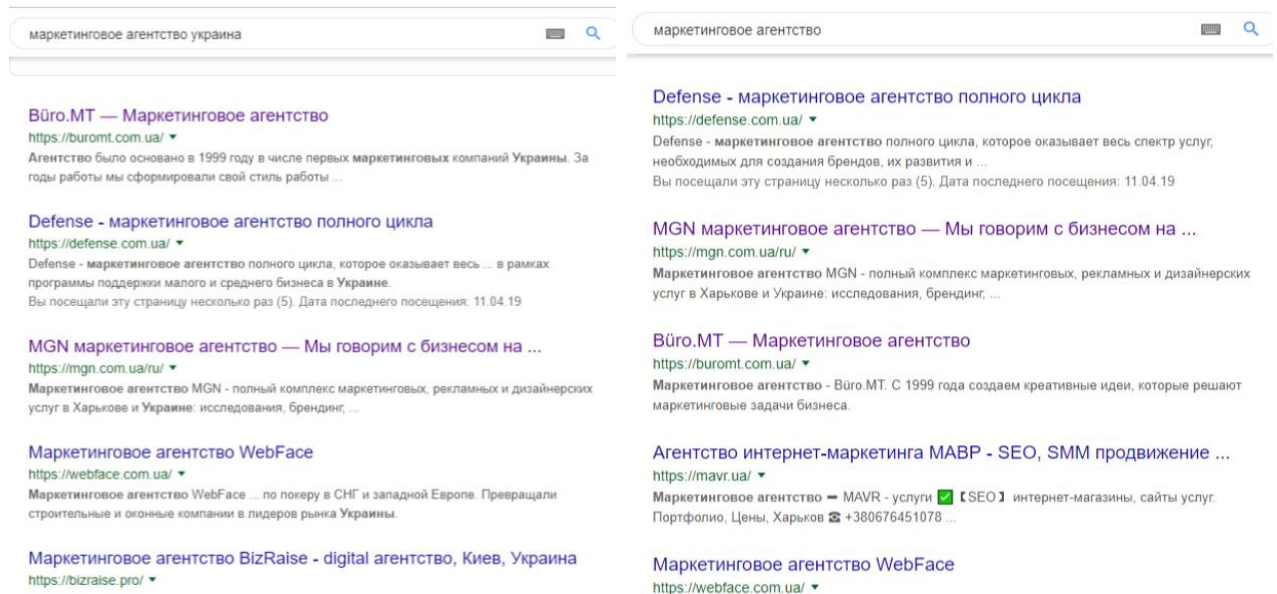 маркетинговое агентство украина
Büro.MT — Маркетинговое агентство
https://buromt.com.ua/
Агентство было основано в 1999 году в числе первых маркетинговых компаний Украины. За
годы работы мы сформировали свой стиль работы ...
Defense - маркетинговое агентство полного цикла
https://defense.com.ua/
Defense - маркетинговое агентство полного цикла, которое оказывает весь ... в рамках
программы поддержки малого и среднего бизнеса в Украине.
Вы посещали эту страницу несколько раз (5). Дата последнего посещения: 11.04.19
MGN маркетинговое агентство — Мы говорим с бизнесом на ...
https://mgn.com.ua/ru/
Маркетинговое агентство MGN - полный комплекс маркетинговых, рекламных и дизайнерских
услуг в Харькове и Украине: исследования, брендинг, ...
Маркетинговое агентство WebFace
https://webface.com.ua/
Маркетинговое агентство WebFace ... по покеру в СНГ и западной Европе. Превращали
строительные и оконные компании в лидеров рынка Украины.
Маркетинговое агентство BizRaise - digital агентство, Киев, Украина
https://bizraise.pro/
маркетинговое агентство
Defense - маркетинговое агентство полного цикла
https://defense.com.ua/
Defense - маркетинговое агентство полного цикла, которое оказывает весь спектр услуг,
необходимых для создания брендов, их развития и ...
Вы посещали эту страницу несколько раз (5). Дата последнего посещения: 11.04.19
MGN маркетинговое агентство — Мы говорим с бизнесом на ...
https://mgn.com.ua/ru/
Маркетинговое агентство MGN - полный комплекс маркетинговых, рекламных и дизайнерских
услуг в Харькове и Украине: исследования, брендинг, ...
Büro.MT — Маркетинговое агентство
https://buromt.com.ua/
Маркетинговое агентство - Büro.MT. С 1999 года создаем креативные идеи, которые решают
маркетинговые задачи бизнеса.
Агентство интернет-маркетинга МАВР - SEO, SMM продвижение ...
https://mavr.ua/
Маркетинговое агентство ➡ MAVR - услуги ✅【SEO】интернет-магазины, сайты услуг.
Портфолио, Цены, Харьков ☎ +380676451078 ...
Маркетинговое агентство WebFace
https://webface.com.ua/